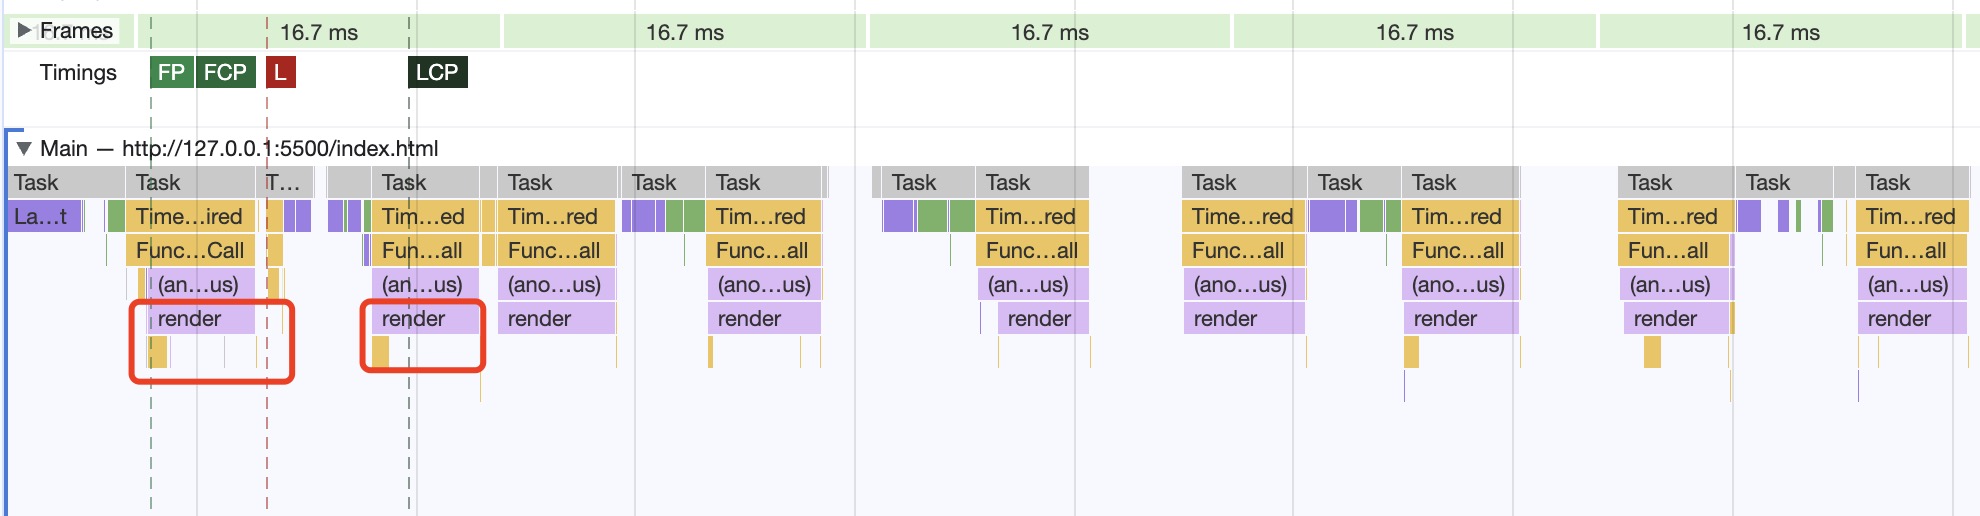 Frames 16.7 ms 16.7 ms 16.7 ms 16.7 ms 16.7 ms
Timings FP FCP L LCP
Main — http://127.0.0.1:5500/index.html
Task Task T... Task Task Task Task Task Task Task Task Task Task Task Task
La...t Time...ired Tim...ed Tim...red Tim...red Tim...red Time...red Tim...red Tim...red Tim...red
Func...Call Fun...all Func...all Func...all Func...all Func...all Func...all Fun...all Fun...all
(an...us) (an...us) (ano...us) (ano...us) (an...us) (ano...us) (ano...us) (an...us) (an...us)
render render render render render render render render render